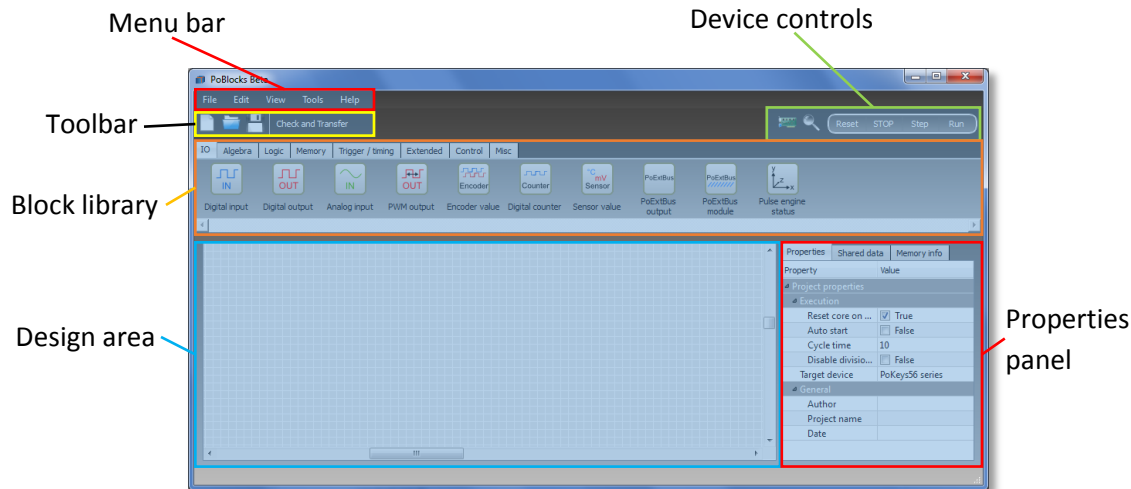 Menu bar
Device controls
PoBlocks Beta
File Edit View Tools Help
Toolbar
Check and Transfer
Reset STOP Step Run
IO Algebra Logic Memory Trigger / timing Extended Control Misc
IN OUT IN OUT Encoder Counter °C mV Sensor PoExtBus PoExtBus y z x
Block library
Digital input Digital output Analog input PWM output Encoder value Digital counter Sensor value PoExtBus output PoExtBus module Pulse engine status
Properties Shared data Memory info
Property Value
Project properties
Execution
Reset core on ... True
Auto start False
Cycle time 10
Disable divisio... False
Target device PoKeys56 series
General
Author
Project name
Date
Design area
Properties
panel